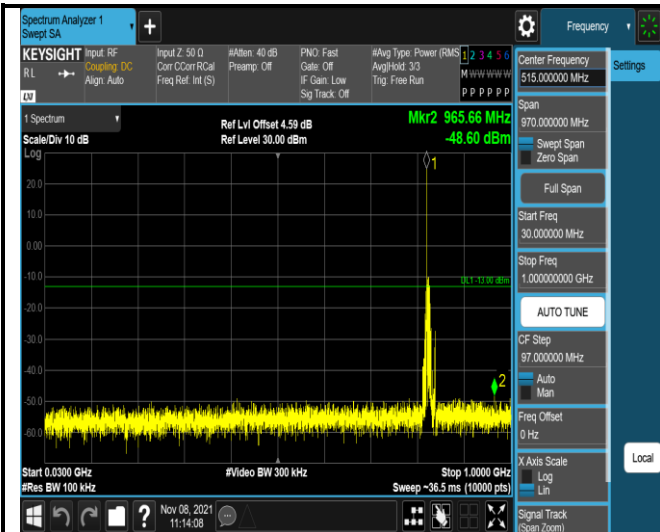 Spectrum Analyzer 1
Swept SA
+
Frequency
KEYSIGHT
RL
LXI
Input: RF
Coupling: DC
Align: Auto
Input Z: 50 Ω
Corr CCorr RCal
Freq Ref: Int (S)
#Atten: 40 dB
Preamp: Off
PNO: Fast
Gate: Off
IF Gain: Low
Sig Track: Off
#Avg Type: Power (RMS
Avg|Hold: 3/3
Trig: Free Run
1 2 3 4 5 6
M W W W W W
P P P P P P
1 Spectrum
Scale/Div 10 dB
Log
Ref Lvl Offset 4.59 dB
Ref Level 30.00 dBm
Mkr2 965.66 MHz
-48.60 dBm
1
20.0
10.0
0.00
-10.0
DL1 -13.00 dBm
-20.0
-30.0
-40.0
2
-50.0
-60.0
Start 0.0300 GHz
#Res BW 100 kHz
#Video BW 300 kHz
Stop 1.0000 GHz
Sweep ~36.5 ms (10000 pts)
?
Nov 08, 2021
11:14:08
Center Frequency
515.000000 MHz
Span
970.000000 MHz
Swept Span
Zero Span
Full Span
Start Freq
30.000000 MHz
Stop Freq
1.000000000 GHz
AUTO TUNE
CF Step
97.000000 MHz
Auto
Man
Freq Offset
0 Hz
X Axis Scale
Log
Lin
Signal Track
(Span Zoom)
Settings
Local